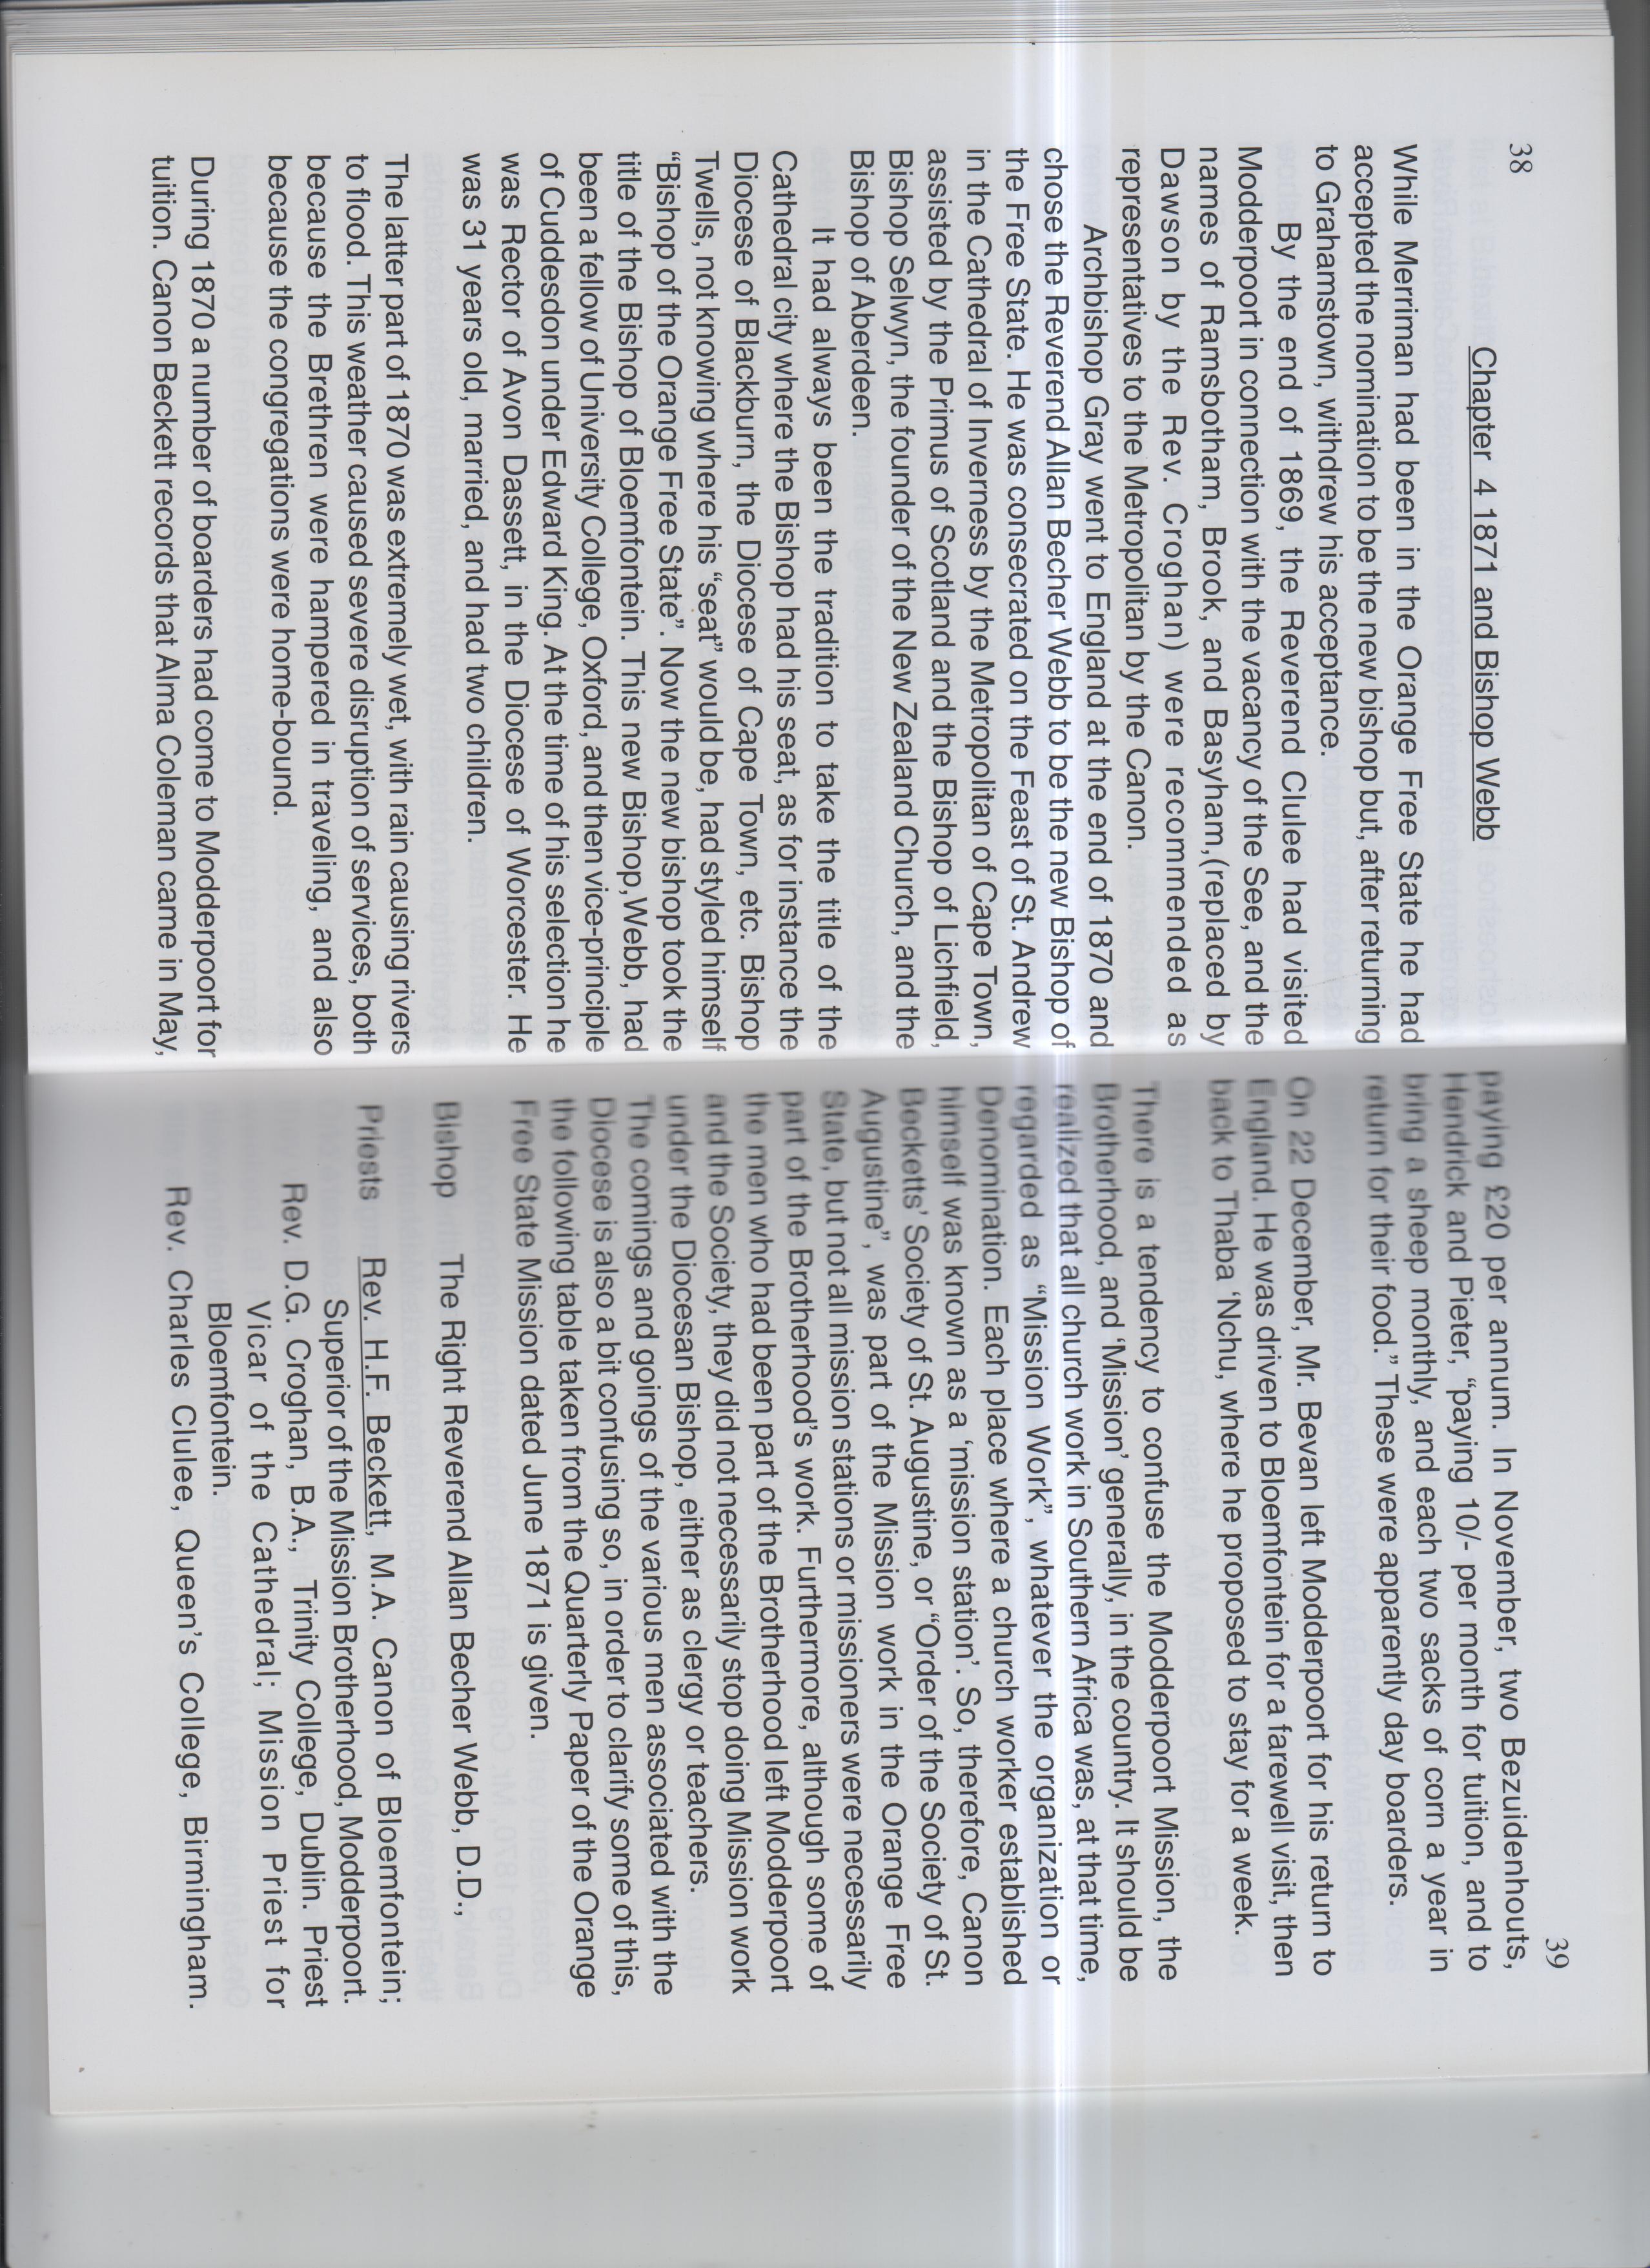 38
Chapter 4 1871 and Bishop Webb
While Merriman had been in the Orange Free State he had
accepted the nomination to be the new bishop but, after returning
to Grahamstown, withdrew his acceptance.
By the end of 1869, the Reverend Clulee had visited
Modderpoort in connection with the vacancy of the See, and the
names of Ramsbotham, Brook, and Basyham,(replaced by
Dawson by the Rev. Croghan) were recommended as
representatives to the Metropolitan by the Canon.
Archbishop Gray went to England at the end of 1870 and
chose the Reverend Allan Becher Webb to be the new Bishop of
the Free State. He was consecrated on the Feast of St. Andrew
in the Cathedral of Inverness by the Metropolitan of Cape Town,
assisted by the Primus of Scotland and the Bishop of Lichfield,
Bishop Selwyn, the founder of the New Zealand Church, and the
Bishop of Aberdeen.
It had always been the tradition to take the title of the
Cathedral city where the Bishop had his seat, as for instance the
Diocese of Blackburn, the Diocese of Cape Town, etc. Bishop
Twells, not knowing where his “seat” would be, had styled himself
“Bishop of the Orange Free State”. Now the new bishop took the
title of the Bishop of Bloemfontein. This new Bishop, Webb, had
been a fellow of University College, Oxford, and then vice-principle
of Cuddesdon under Edward King. At the time of his selection he
was Rector of Avon Dassett, in the Diocese of Worcester. He
was 31 years old, married, and had two children.
The latter part of 1870 was extremely wet, with rain causing rivers
to flood. This weather caused severe disruption of services, both
because the Brethren were hampered in traveling, and also
because the congregations were home-bound.
During 1870 a number of boarders had come to Modderpoort for
tuition. Canon Beckett records that Alma Coleman came in May,
39
paying £20 per annum. In November, two Bezuidenhouts,
Hendrick and Pieter, “paying 10/- per month for tuition, and to
bring a sheep monthly, and each two sacks of corn a year in
return for their food.” These were apparently day boarders.
On 22 December, Mr. Bevan left Modderpoort for his return to
England. He was driven to Bloemfontein for a farewell visit, then
back to Thaba ‘Nchu, where he proposed to stay for a week.
There is a tendency to confuse the Modderport Mission, the
Brotherhood, and ‘Mission’ generally, in the country. It should be
realized that all church work in Southern Africa was, at that time,
regarded as “Mission Work”, whatever the organization or
Denomination. Each place where a church worker established
himself was known as a ‘mission station’. So, therefore, Canon
Becketts’ Society of St. Augustine, or “Order of the Society of St.
Augustine”, was part of the Mission work in the Orange Free
State, but not all mission stations or missioners were necessarily
part of the Brotherhood’s work. Furthermore, although some of
the men who had been part of the Brotherhood left Modderpoort
and the Society, they did not necessarily stop doing Mission work
under the Diocesan Bishop, either as clergy or teachers.
The comings and goings of the various men associated with the
Diocese is also a bit confusing so, in order to clarify some of this,
the following table taken from the Quarterly Paper of the Orange
Free State Mission dated June 1871 is given.
Bishop The Right Reverend Allan Becher Webb, D.D.,
Priests Rev. H.F. Beckett, M.A. Canon of Bloemfontein;
Superior of the Mission Brotherhood, Modderport.
Rev. D.G. Croghan, B.A., Trinity College, Dublin. Priest
Vicar of the Cathedral; Mission Priest for
Bloemfontein.
Rev. Charles Clulee, Queen’s College, Birmingham.